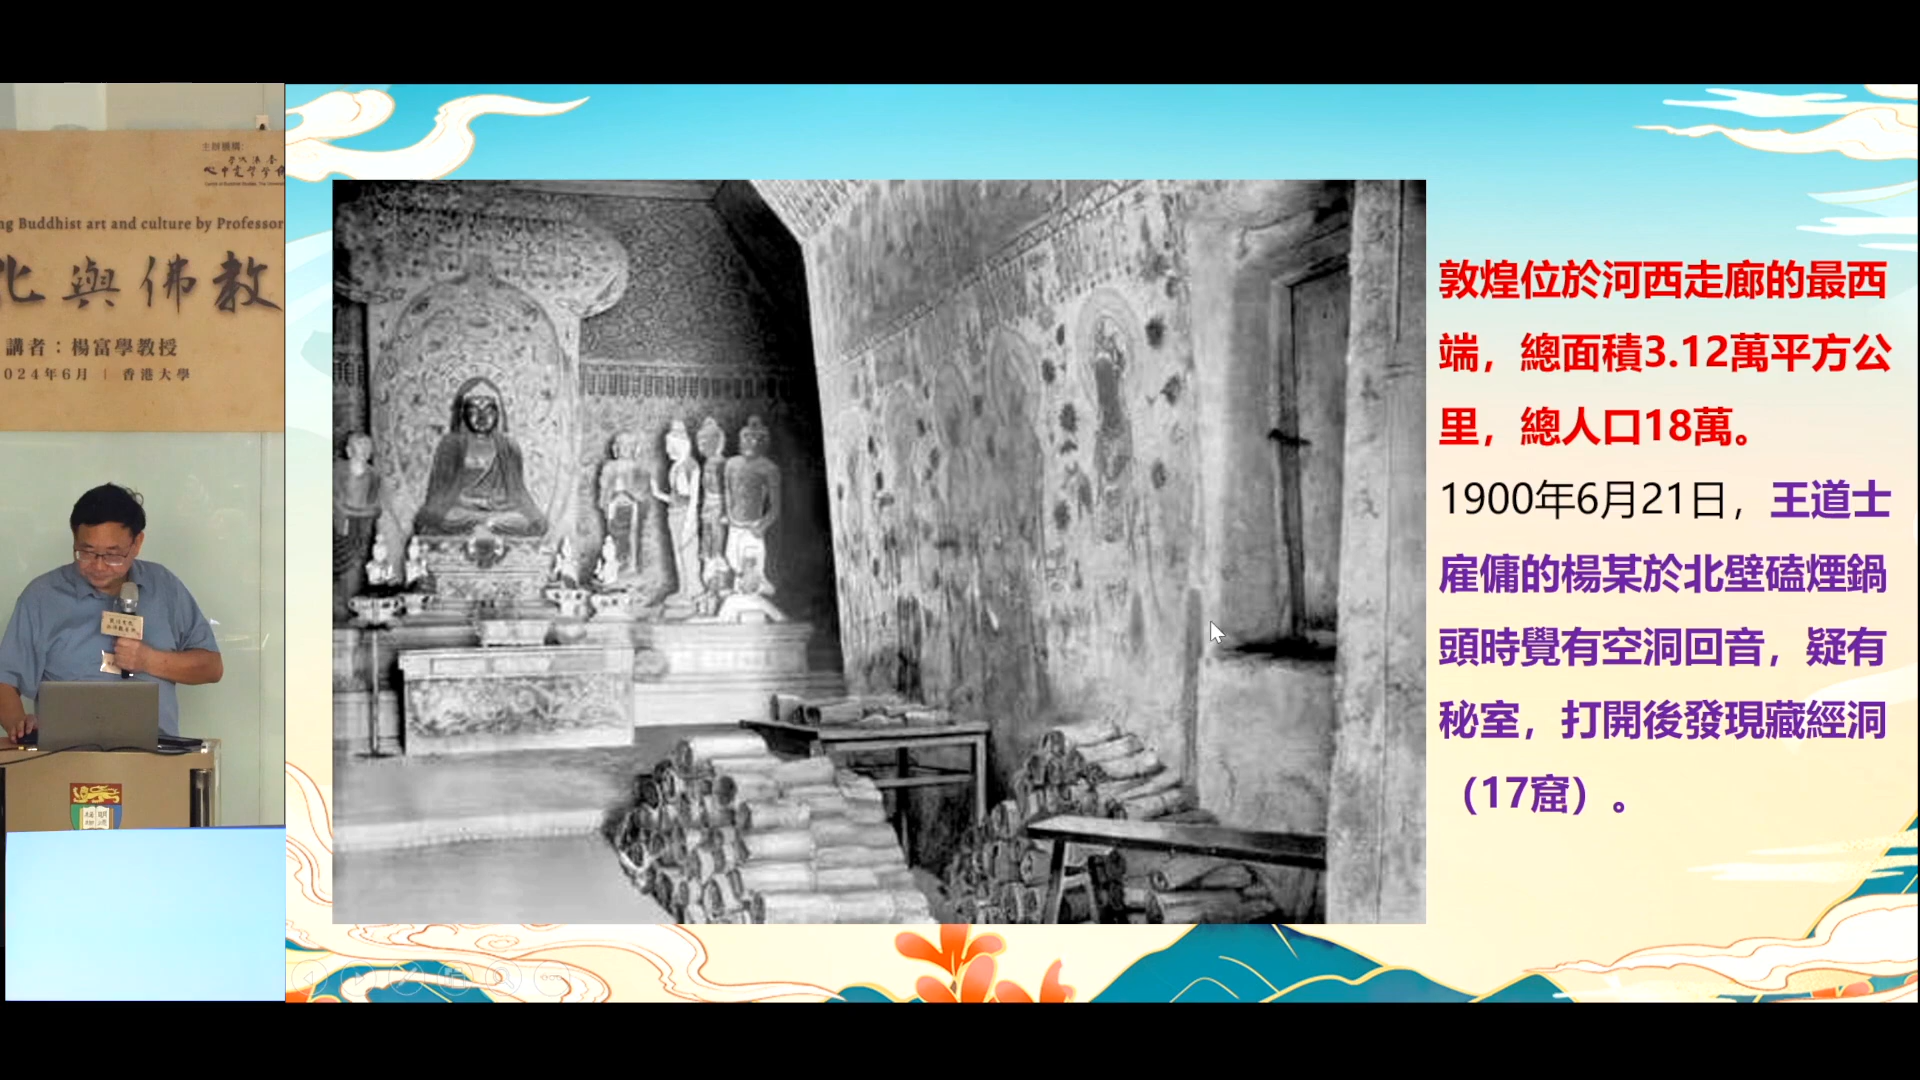 主辦機構:
ng Buddhist art and culture by Professor
化與佛教
講者：楊富學教授
024年6月 | 香港大學
敦煌位於河西走廊的最西
端，總面積3.12萬平方公
里，總人口18萬。
1900年6月21日，王道士
雇傭的楊某於北壁磕煙鍋
頭時覺有空洞回音，疑有
秘室，打開後發現藏經洞
（17窟）。